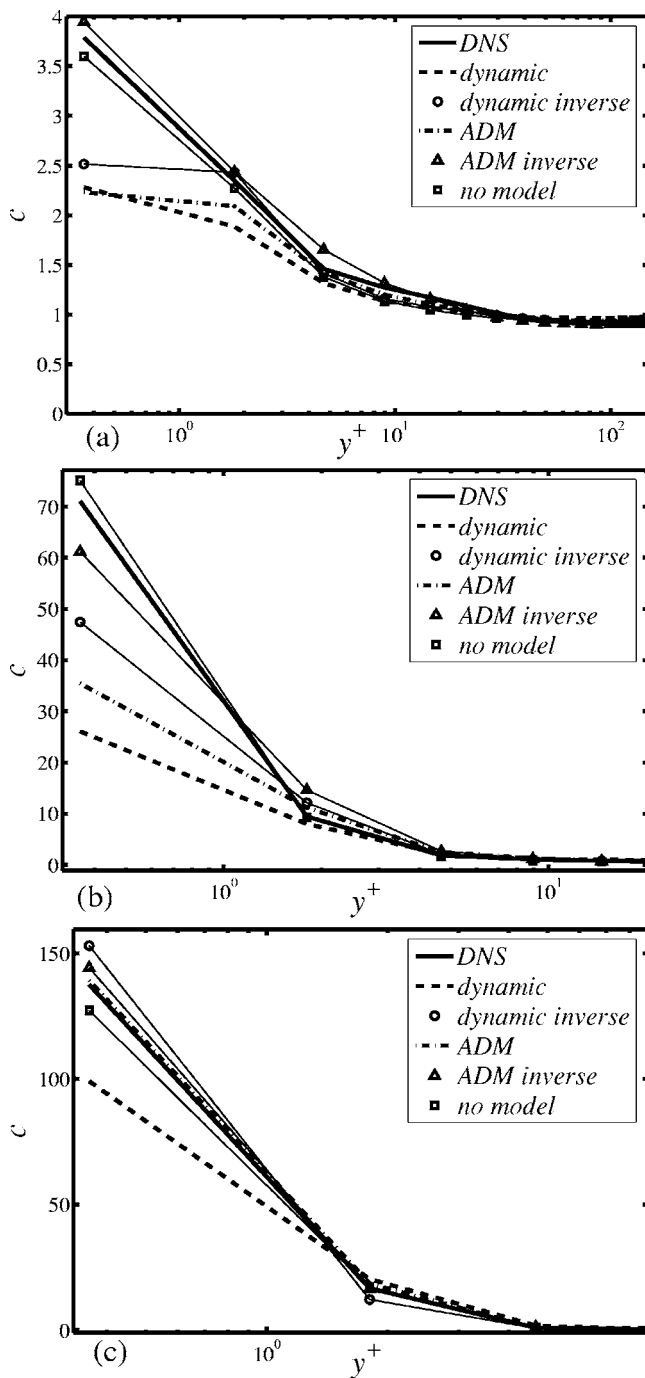 4
3.5
3
2.5
2
1.5
1
0.5
0
c
DNS
dynamic
dynamic inverse
ADM
ADM inverse
no model
10^0
10^1
10^2
(a)
y^+
70
60
50
40
30
20
10
0
c
DNS
dynamic
dynamic inverse
ADM
ADM inverse
no model
10^0
10^1
(b)
y^+
150
100
50
0
c
DNS
dynamic
dynamic inverse
ADM
ADM inverse
no model
10^0
(c)
y^+